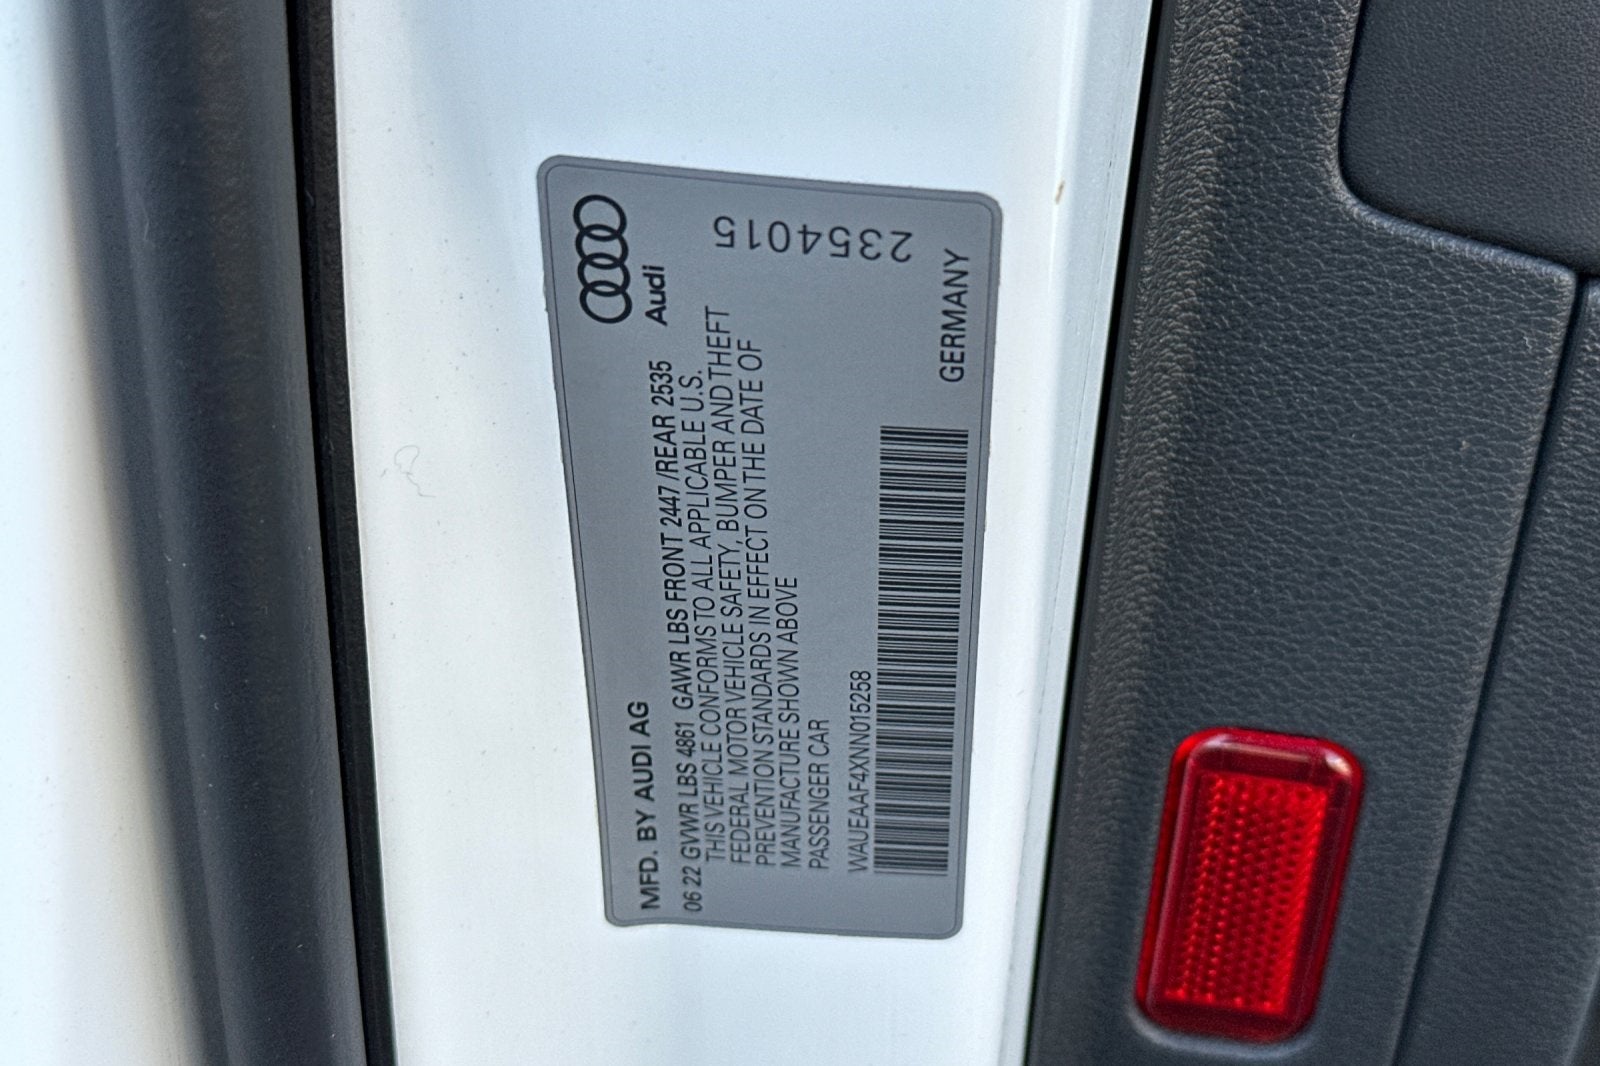 Audi
MFD. BY AUDI AG
06 22 GVWR LBS 4861 GAWR LBS FRONT 2447 /REAR 2535
THIS VEHICLE CONFORMS TO ALL APPLICABLE U.S.
FEDERAL MOTOR VEHICLE SAFETY, BUMPER AND THEFT
PREVENTION STANDARDS IN EFFECT ON THE DATE OF
MANUFACTURE SHOWN ABOVE
PASSENGER CAR
2354015
WAUEAAF4XNN015258
GERMANY